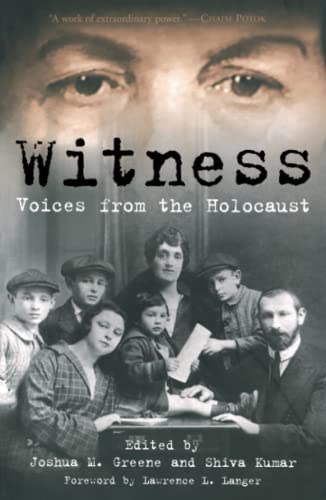 "A work of extraordinary power." —Chaim Potok
Witness
Voices from the Holocaust
Edited by
Joshua M. Greene and Shiva Kumar
Foreword by Lawrence L. Langer